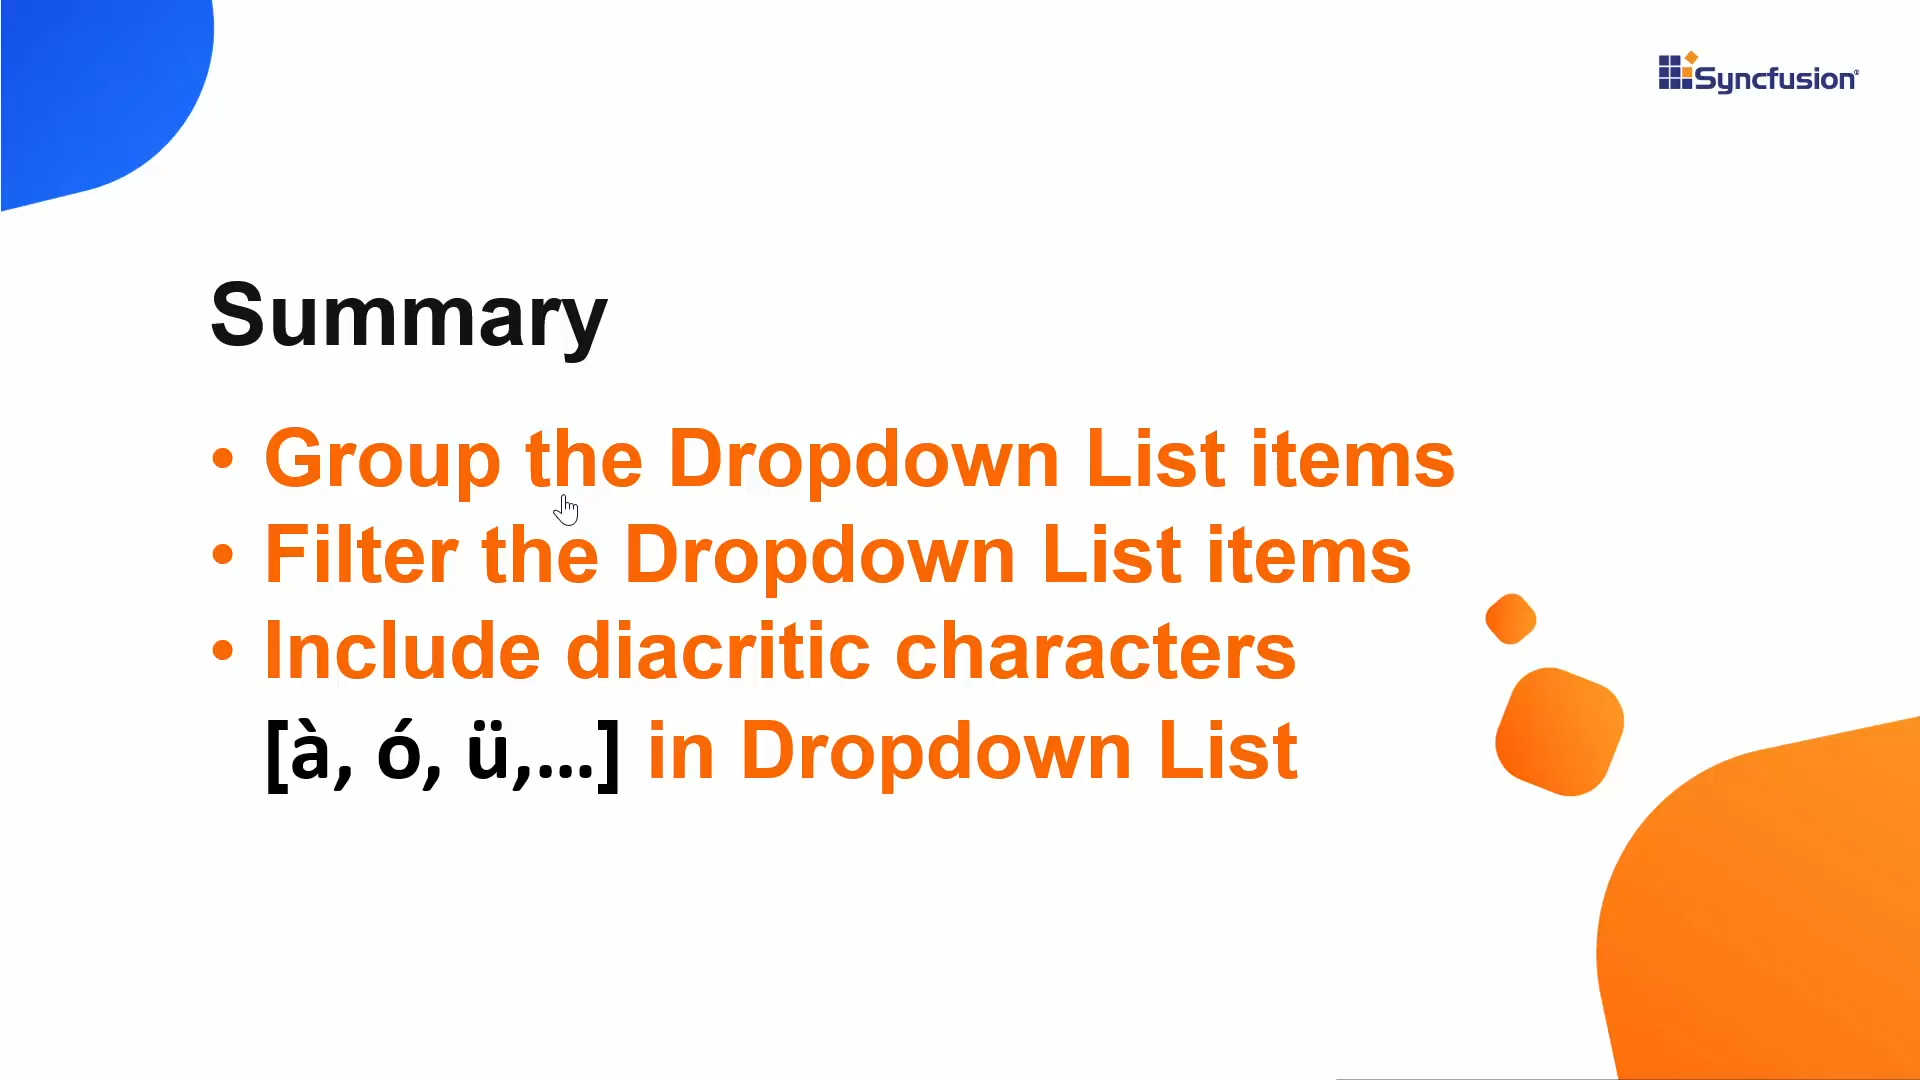 Syncfusion®
Summary
• Group the Dropdown List items
• Filter the Dropdown List items
• Include diacritic characters
[à, ó, ü,...] in Dropdown List